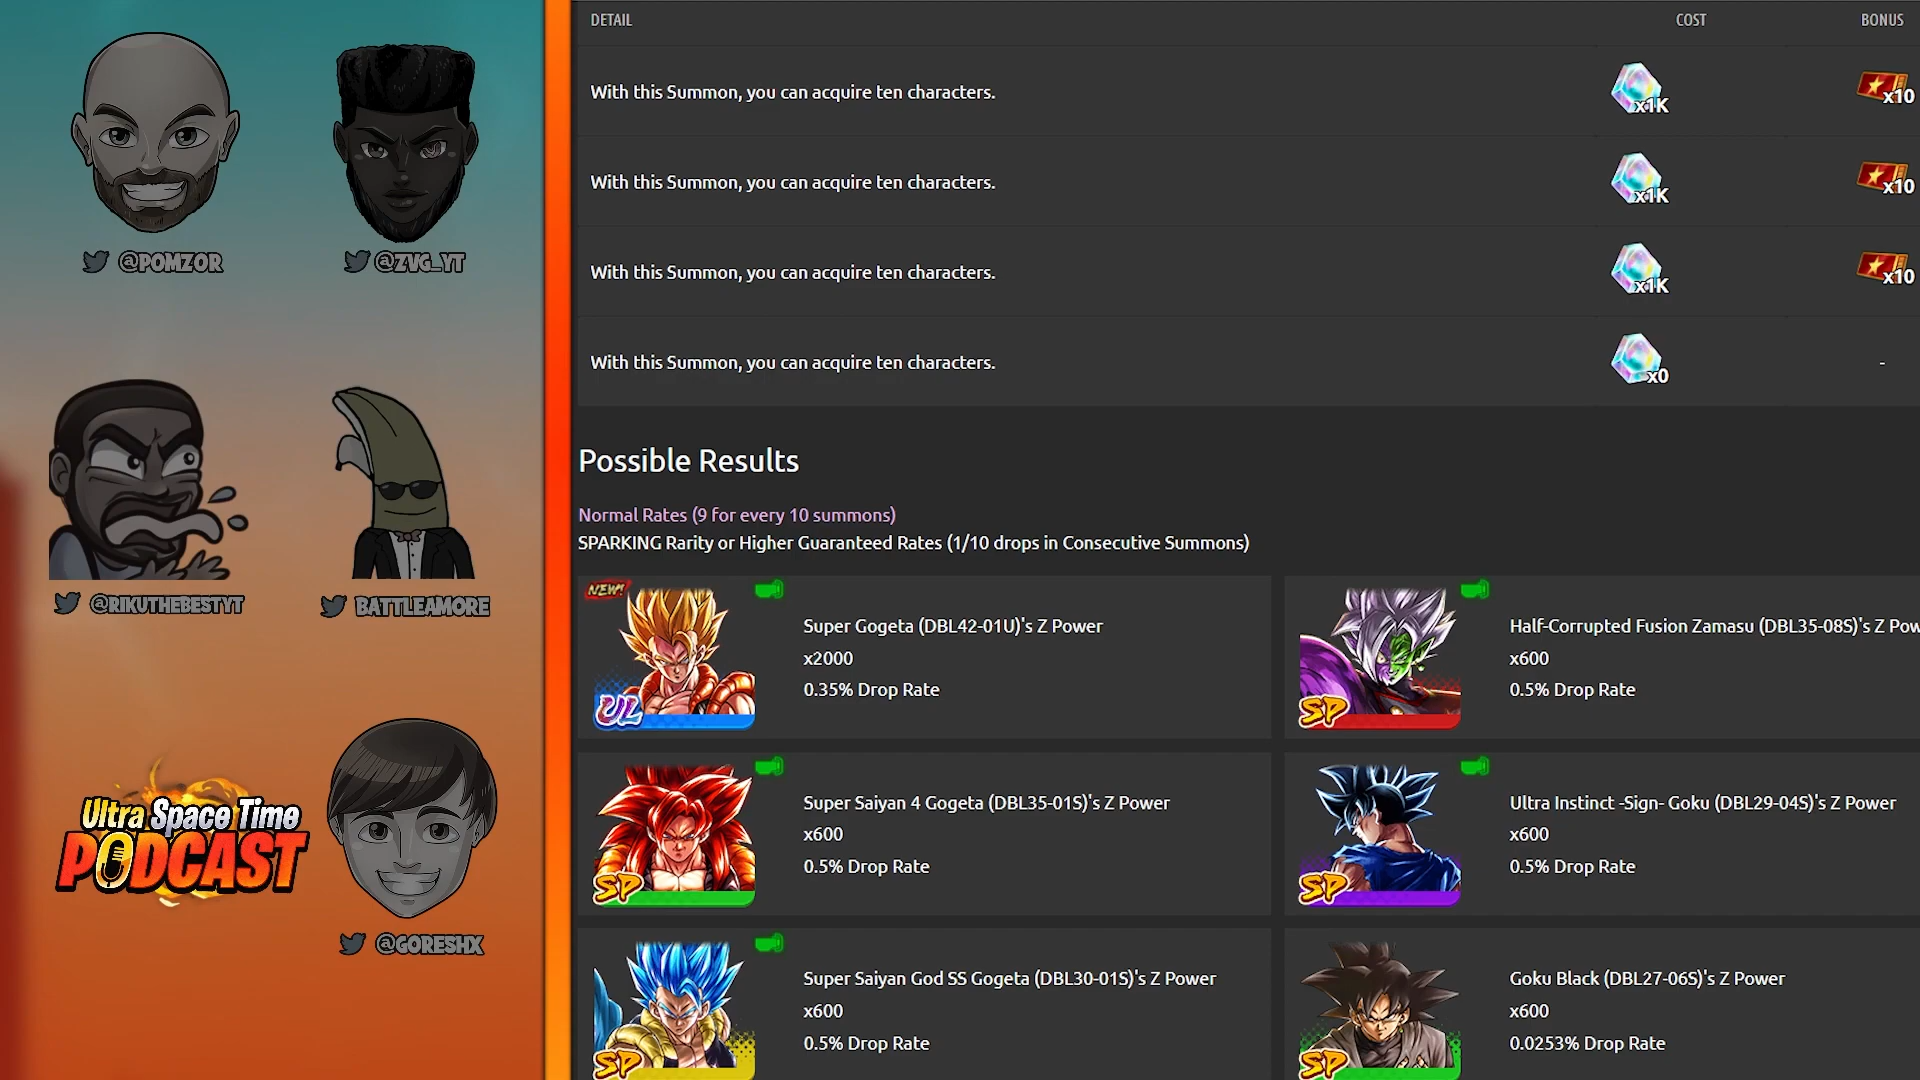 DETAIL COST BONUS
With this Summon, you can acquire ten characters. x1K x10
With this Summon, you can acquire ten characters. x1K x10
With this Summon, you can acquire ten characters. x1K x10
With this Summon, you can acquire ten characters. x0 -
Possible Results
Normal Rates (9 for every 10 summons)
SPARKING Rarity or Higher Guaranteed Rates (1/10 drops in Consecutive Summons)
NEW!
UL
Super Gogeta (DBL42-01U)'s Z Power
x2000
0.35% Drop Rate
SP
Half-Corrupted Fusion Zamasu (DBL35-08S)'s Z Pow
x600
0.5% Drop Rate
SP
Super Saiyan 4 Gogeta (DBL35-01S)'s Z Power
x600
0.5% Drop Rate
SP
Ultra Instinct -Sign- Goku (DBL29-04S)'s Z Power
x600
0.5% Drop Rate
SP
Super Saiyan God SS Gogeta (DBL30-01S)'s Z Power
x600
0.5% Drop Rate
SP
Goku Black (DBL27-06S)'s Z Power
x600
0.0253% Drop Rate
@POMZOR
@ZVG_YT
@RIKUTHEBESTYT
BATTLEAMORE
Ultra Space Time
PODCAST
@GORESHX